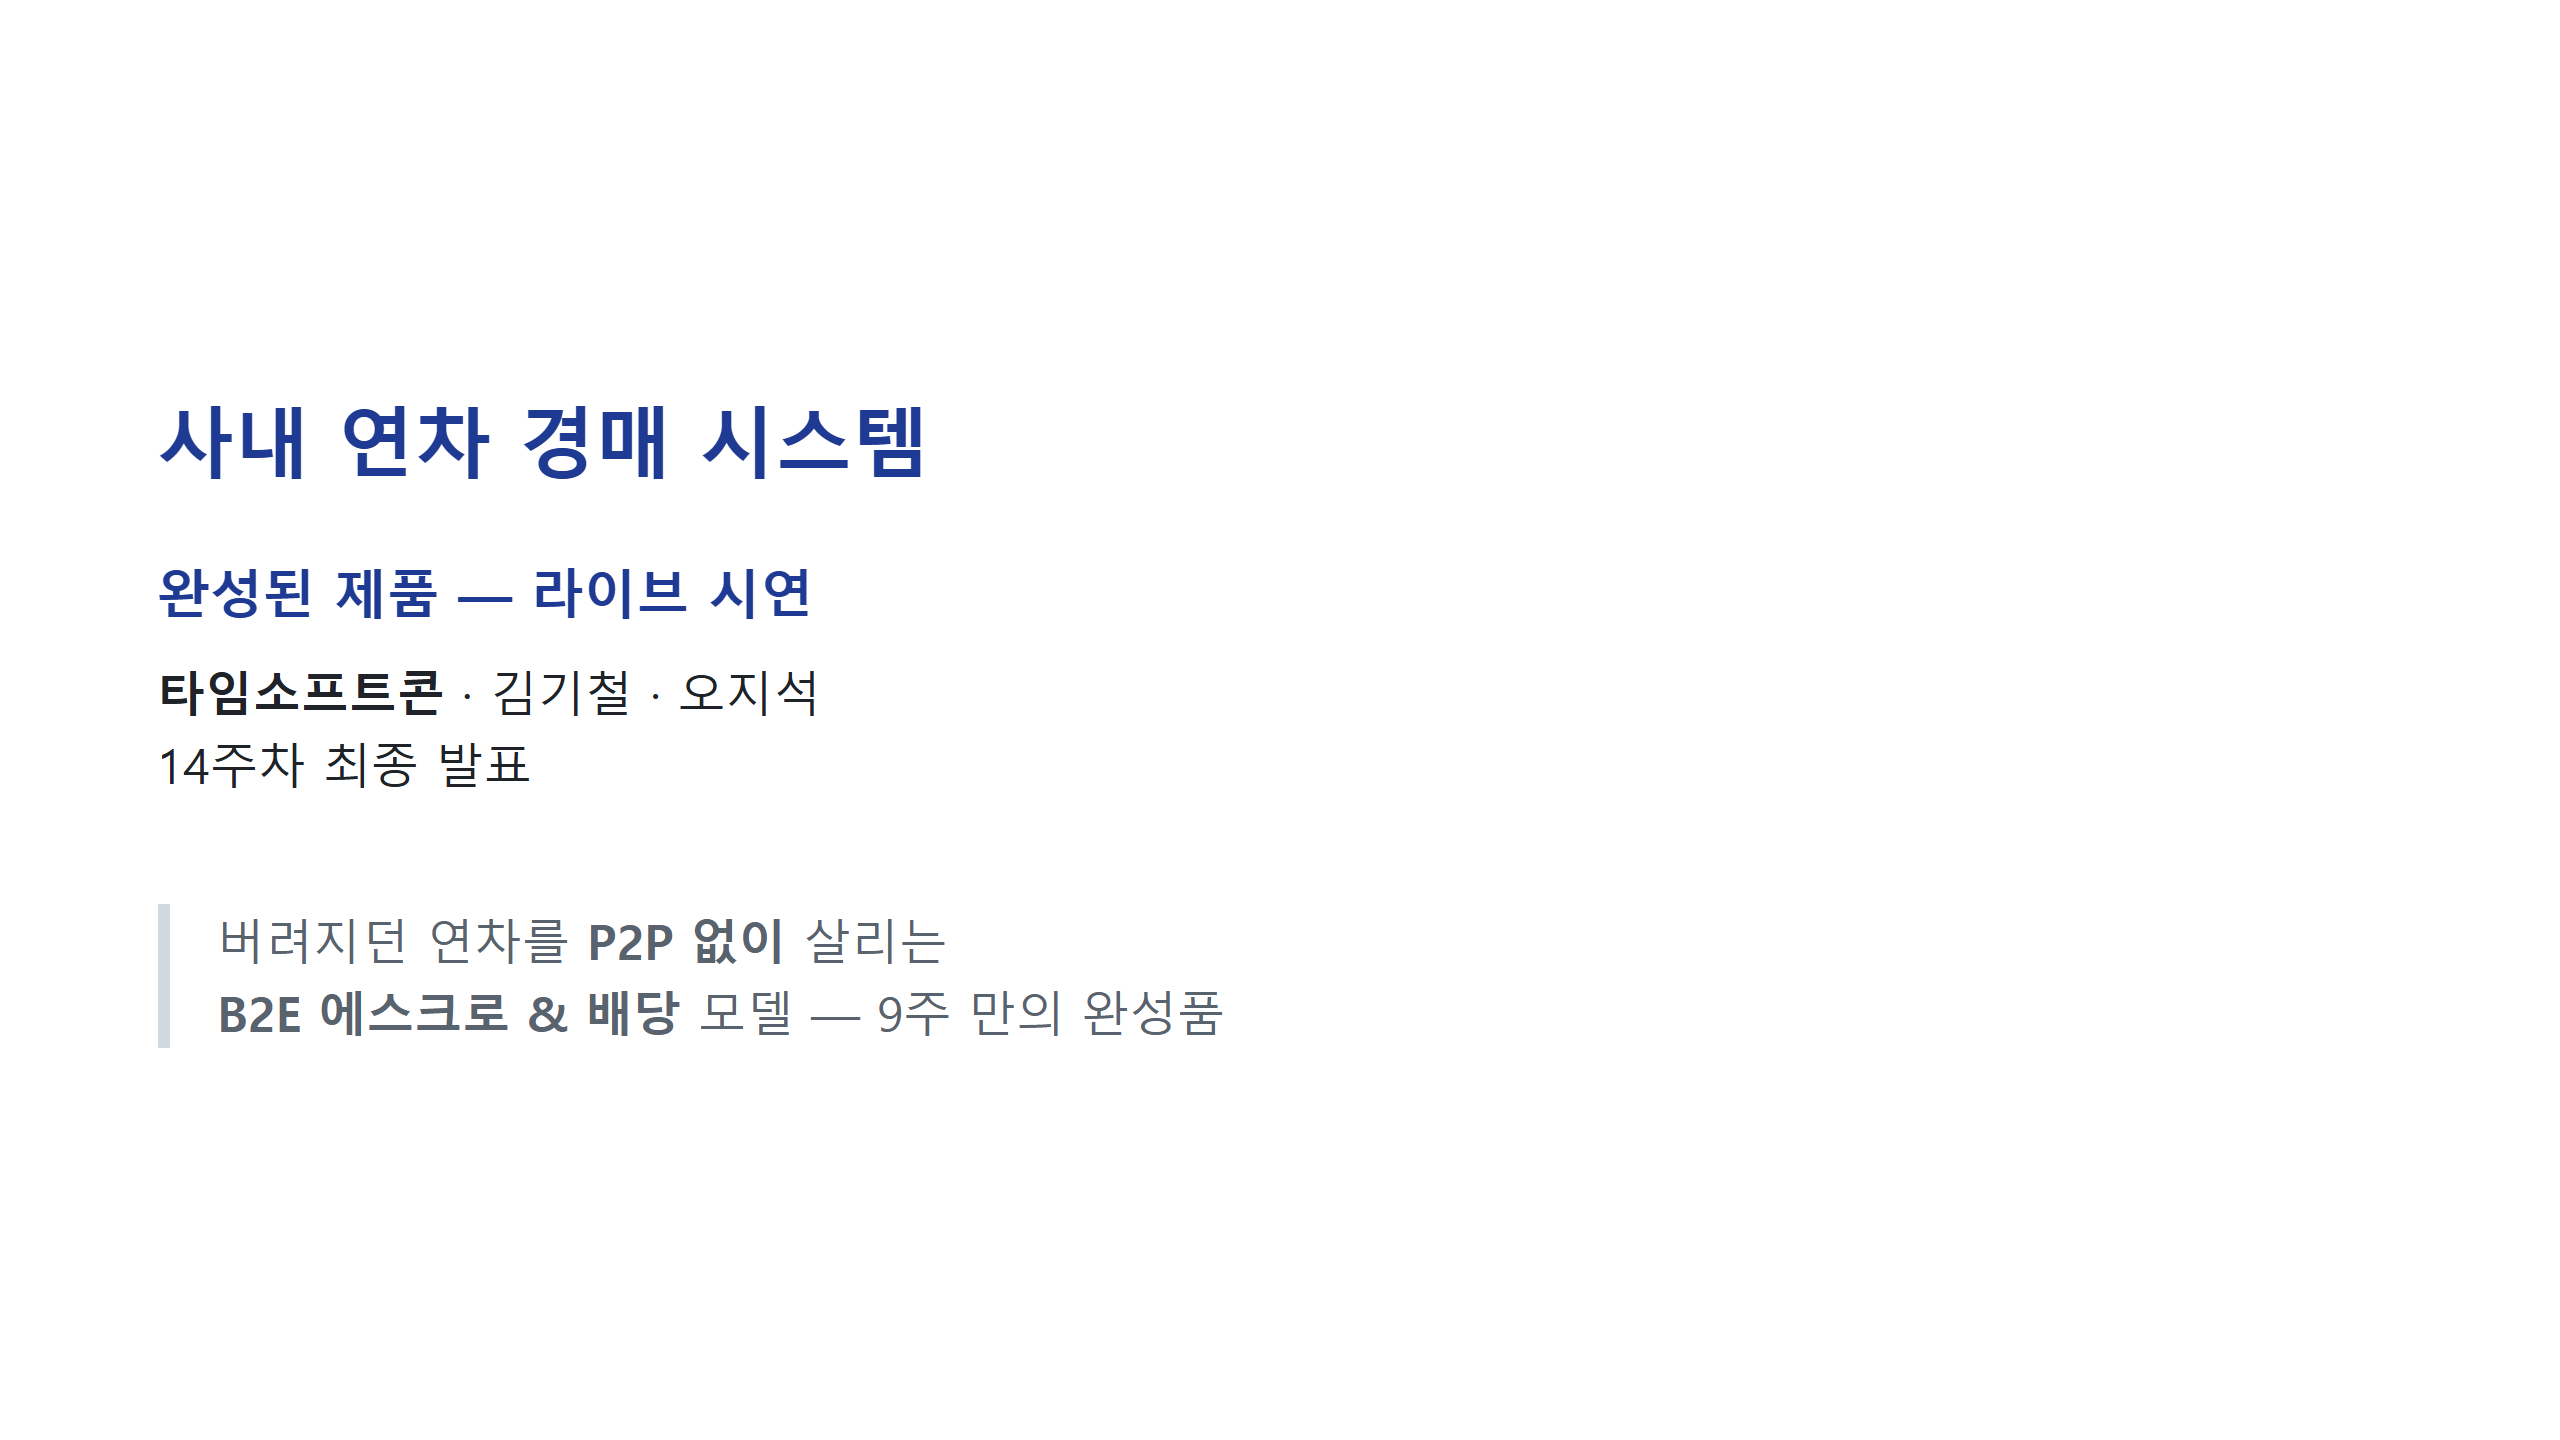 사내 연차 경매 시스템
완성된 제품 — 라이브 시연
타임소프트콘 · 김기철 · 오지석
14주차 최종 발표
버려지던 연차를 P2P 없이 살리는
B2E 에스크로 & 배당 모델 — 9주 만의 완성품